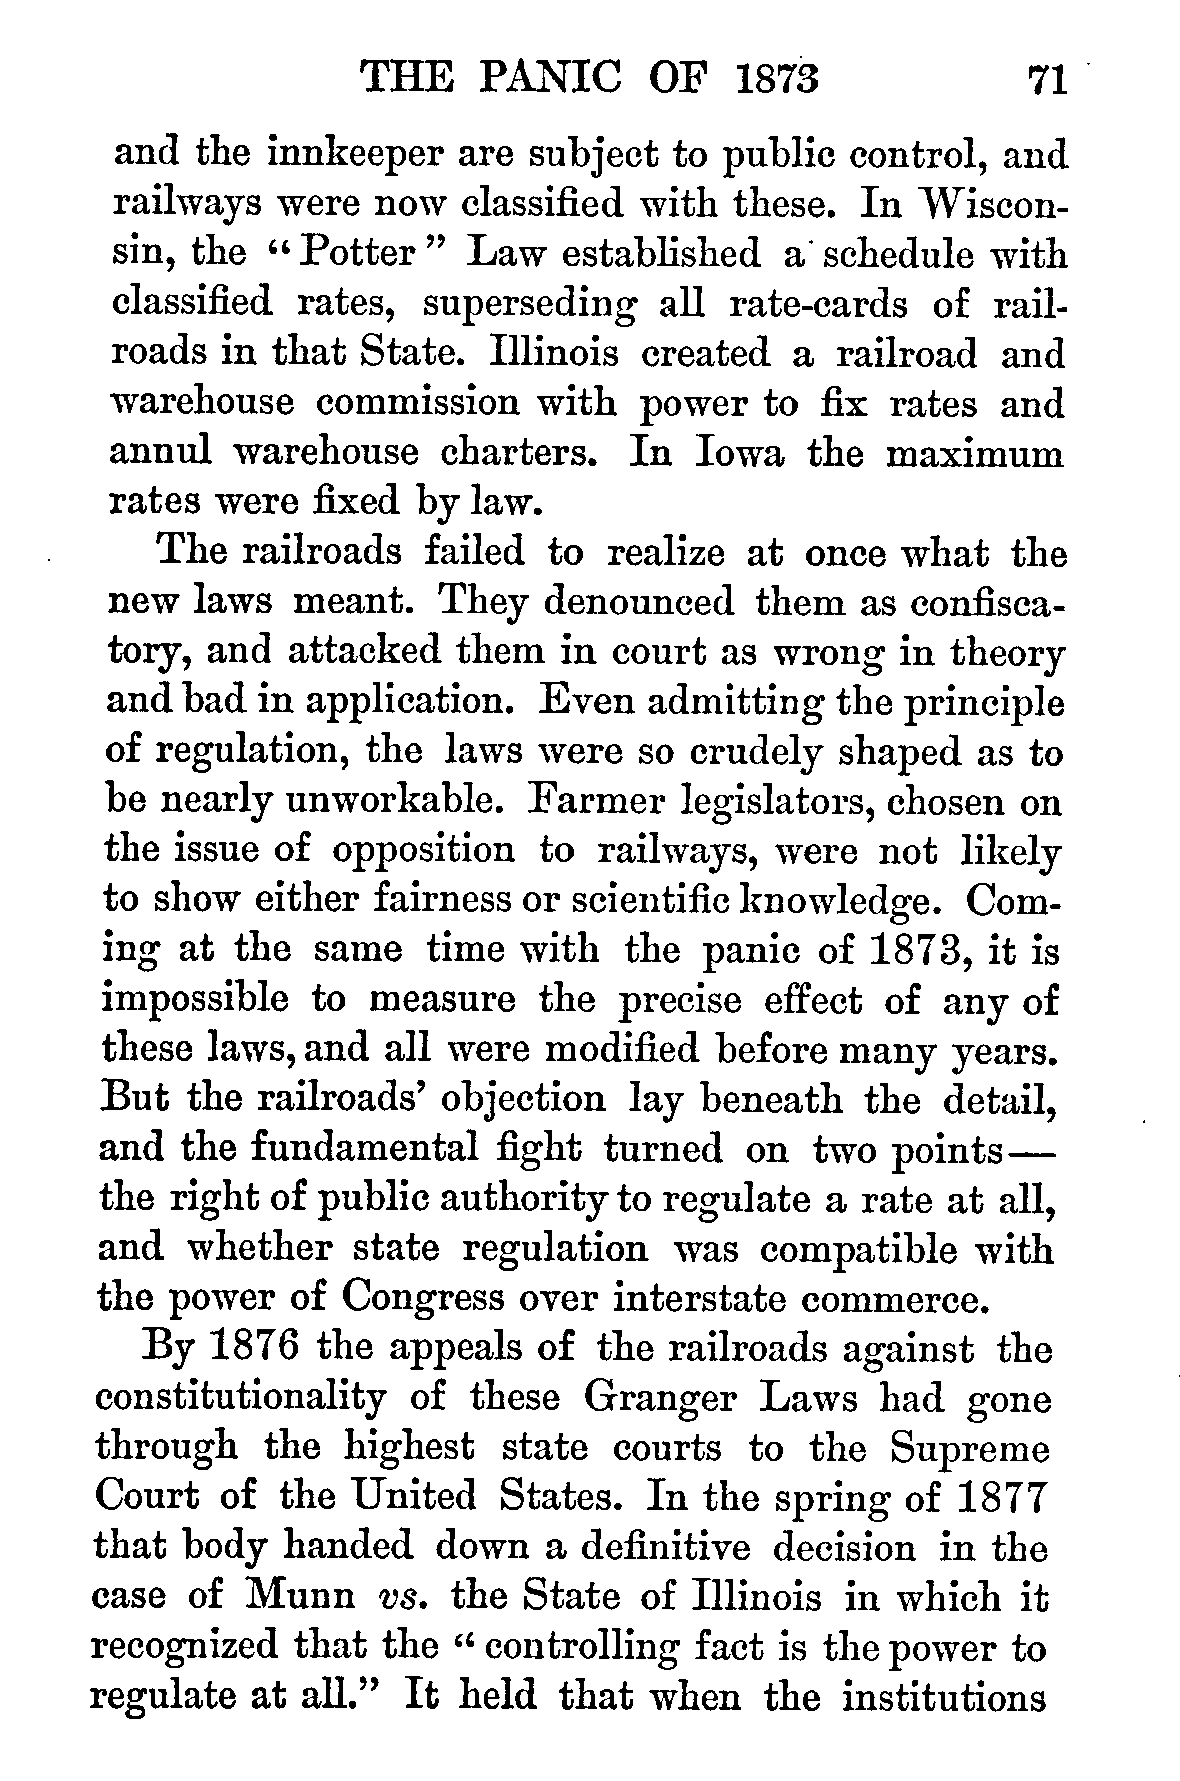 THE PANIC OF 1873 71
and the innkeeper are subject to public control, and
railways were now classified with these. In Wiscon-
sin, the “Potter” Law established a schedule with
classified rates, superseding all rate-cards of rail-
roads in that State. Illinois created a railroad and
warehouse commission with power to fix rates and
annul warehouse charters. In Iowa the maximum
rates were fixed by law.
The railroads failed to realize at once what the
new laws meant. They denounced them as confisca-
tory, and attacked them in court as wrong in theory
and bad in application. Even admitting the principle
of regulation, the laws were so crudely shaped as to
be nearly unworkable. Farmer legislators, chosen on
the issue of opposition to railways, were not likely
to show either fairness or scientific knowledge. Com-
ing at the same time with the panic of 1873, it is
impossible to measure the precise effect of any of
these laws, and all were modified before many years.
But the railroads’ objection lay beneath the detail,
and the fundamental fight turned on two points—
the right of public authority to regulate a rate at all,
and whether state regulation was compatible with
the power of Congress over interstate commerce.
By 1876 the appeals of the railroads against the
constitutionality of these Granger Laws had gone
through the highest state courts to the Supreme
Court of the United States. In the spring of 1877
that body handed down a definitive decision in the
case of Munn vs. the State of Illinois in which it
recognized that the “controlling fact is the power to
regulate at all.” It held that when the institutions